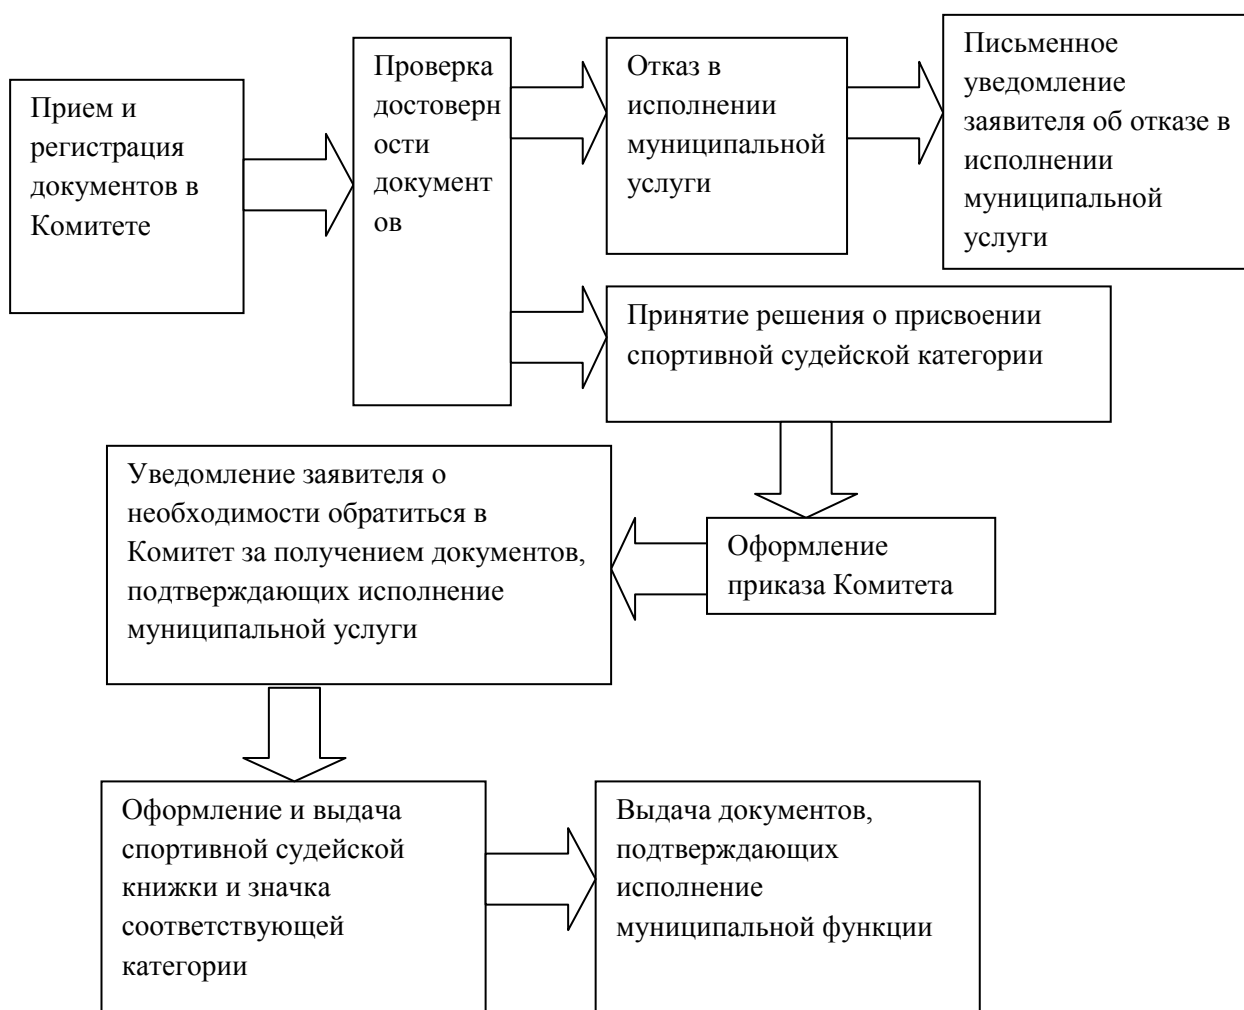 Прием и
регистрация
документов в
Комитете
Проверка
достоверн
ости
документ
ов
Отказ в
исполнении
муниципальной
услуги
Письменное
уведомление
заявителя об отказе в
исполнении
муниципальной
услуги
Принятие решения о присвоении
спортивной судейской категории
Оформление
приказа Комитета
Уведомление заявителя о
необходимости обратиться в
Комитет за получением документов,
подтверждающих исполнение
муниципальной услуги
Оформление и выдача
спортивной судейской
книжки и значка
соответствующей
категории
Выдача документов,
подтверждающих
исполнение
муниципальной функции